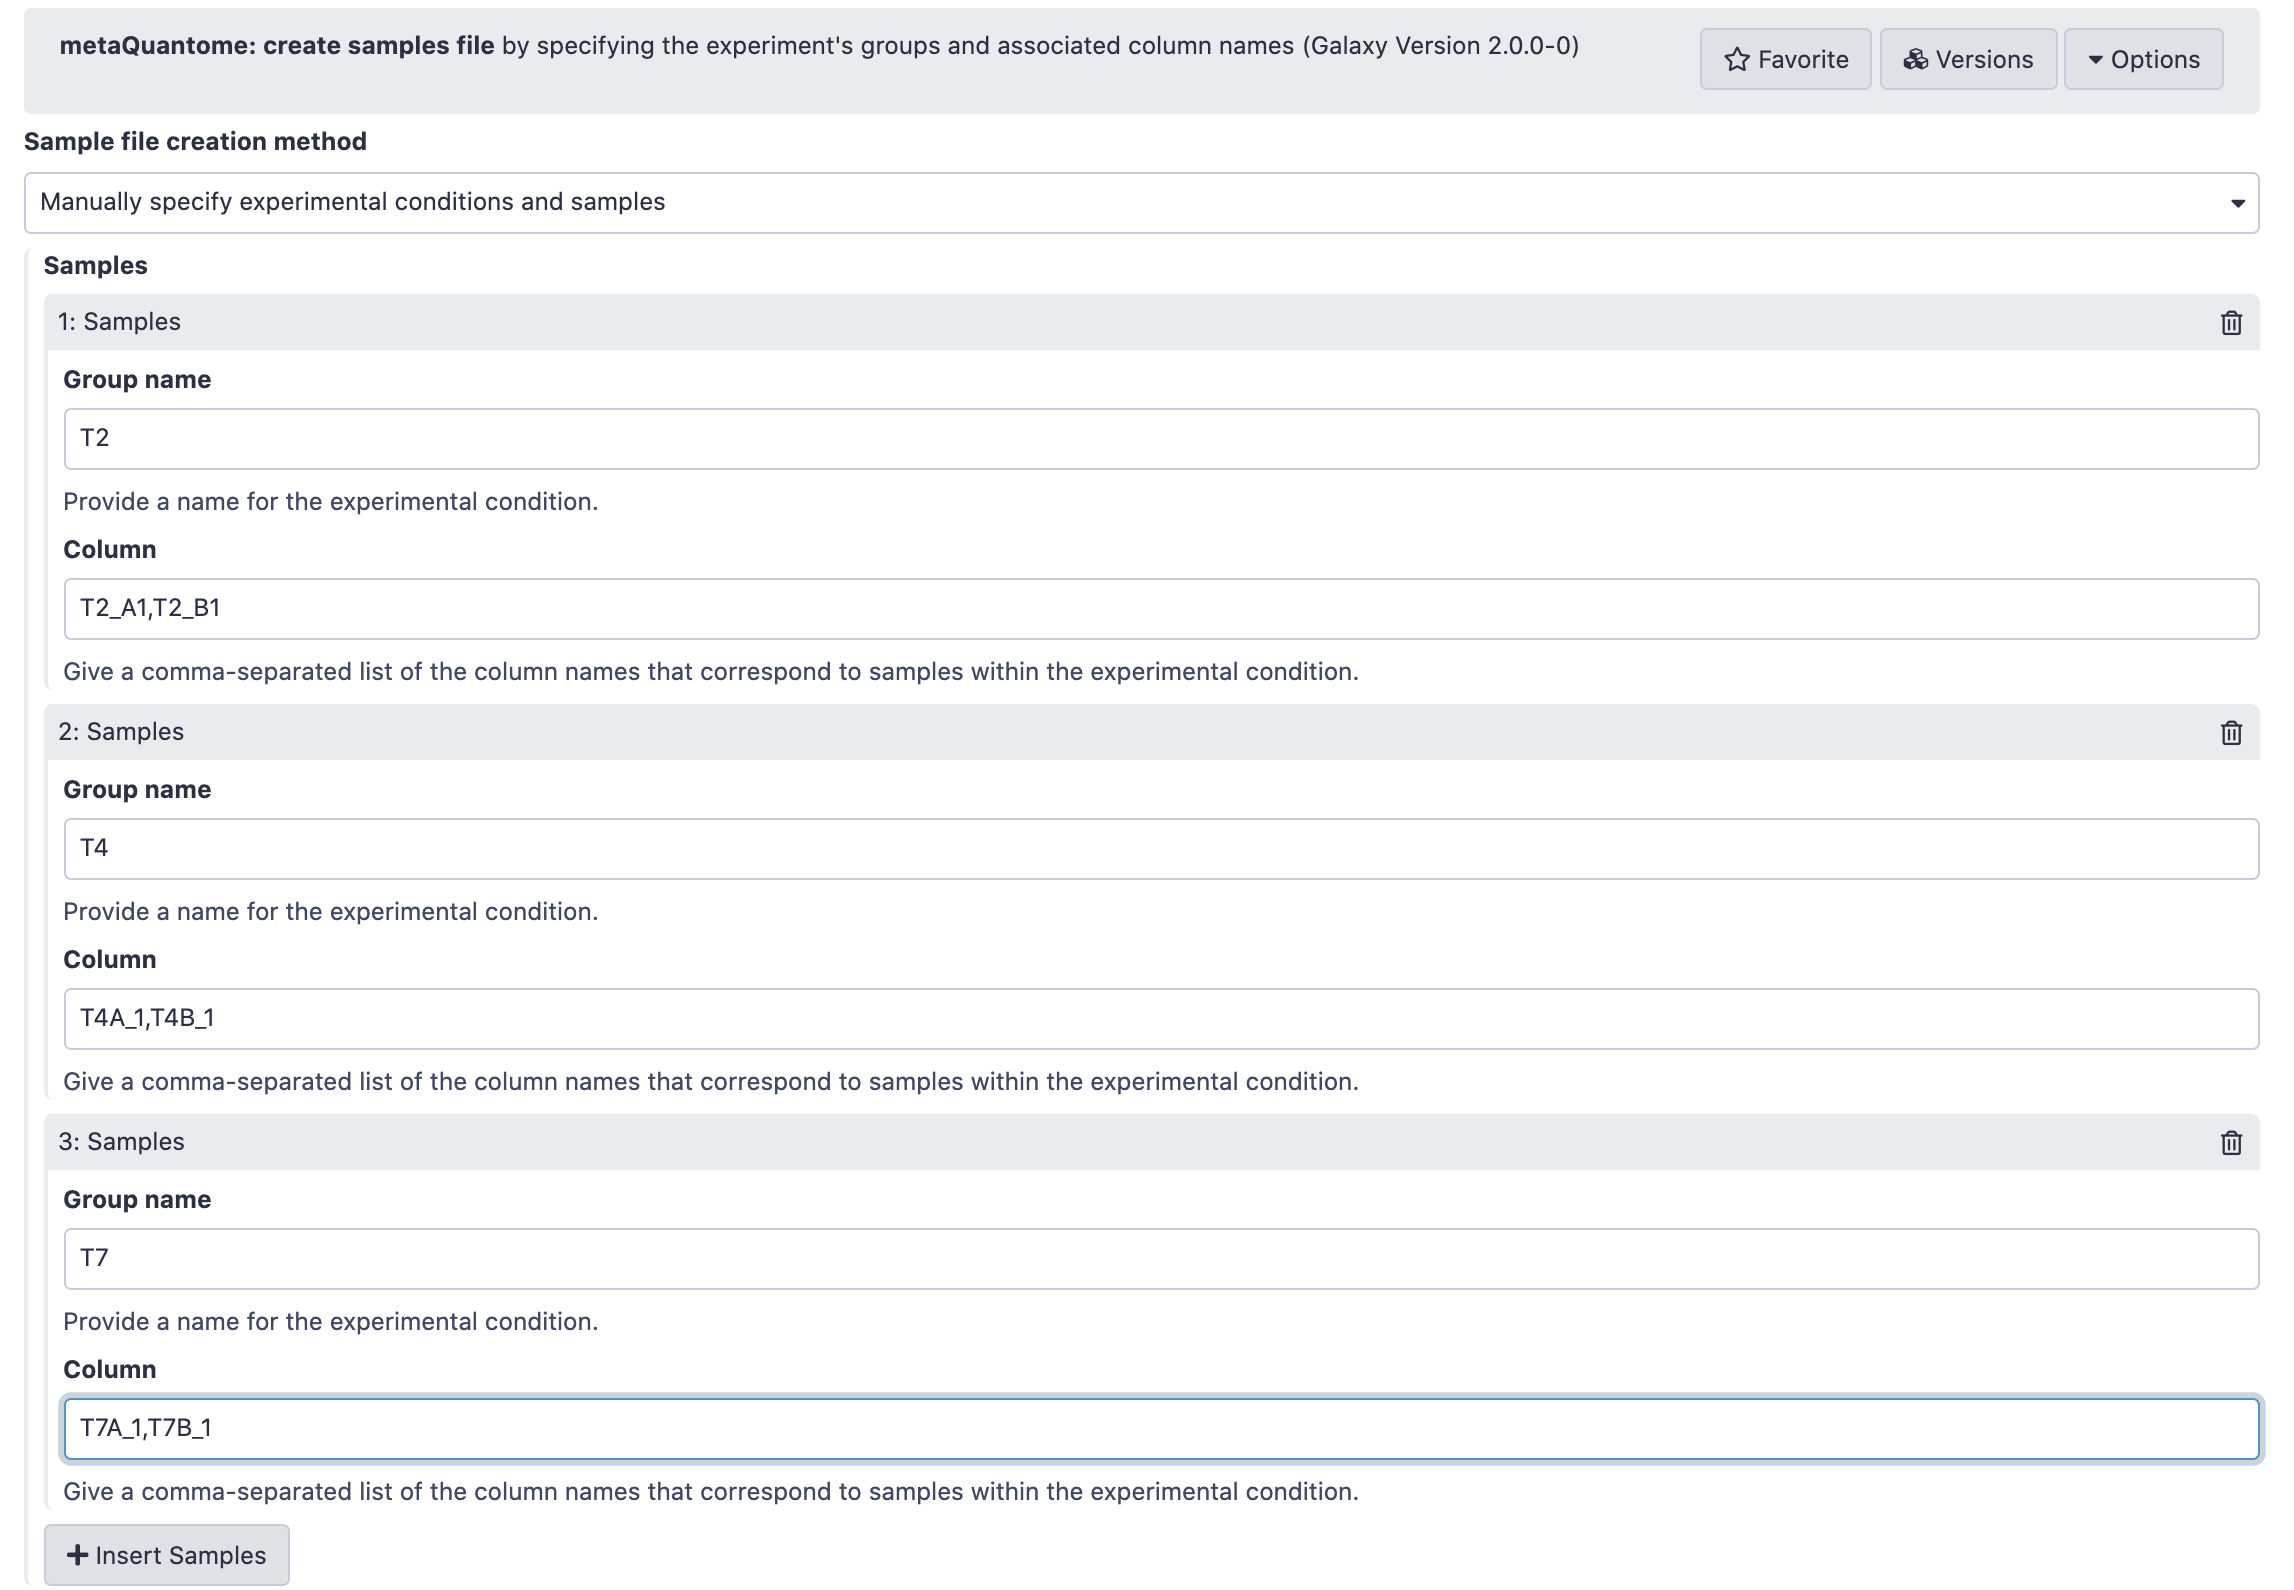 metaQuantome: create samples file by specifying the experiment's groups and associated column names (Galaxy Version 2.0.0-0)
Favorite
Versions
Options
Sample file creation method
Manually specify experimental conditions and samples
Samples
1: Samples
Group name
T2
Provide a name for the experimental condition.
Column
T2_A1,T2_B1
Give a comma-separated list of the column names that correspond to samples within the experimental condition.
2: Samples
Group name
T4
Provide a name for the experimental condition.
Column
T4A_1,T4B_1
Give a comma-separated list of the column names that correspond to samples within the experimental condition.
3: Samples
Group name
T7
Provide a name for the experimental condition.
Column
T7A_1,T7B_1
Give a comma-separated list of the column names that correspond to samples within the experimental condition.
Insert Samples